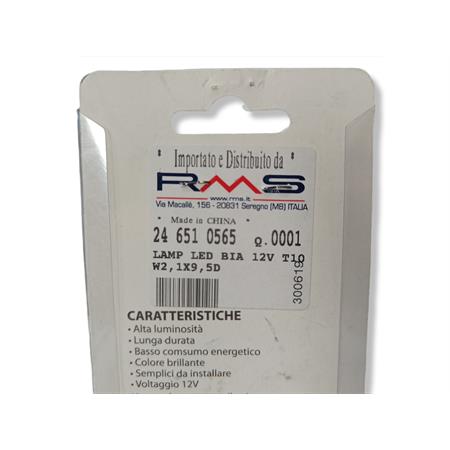 * Importato e Distribuito da *
RMS
www.rms.it
Via Macallè, 156 - 20831 Seregno (MB) ITALIA
* Made in CHINA *
24 651 0565 Q.0001
LAMP LED BIA 12V T10
W2,1X9,5D
300619
CARATTERISTICHE
• Alta luminosità
• Lunga durata
• Basso comsumo energetico
• Colore brillante
• Semplici da installare
• Voltaggio 12V